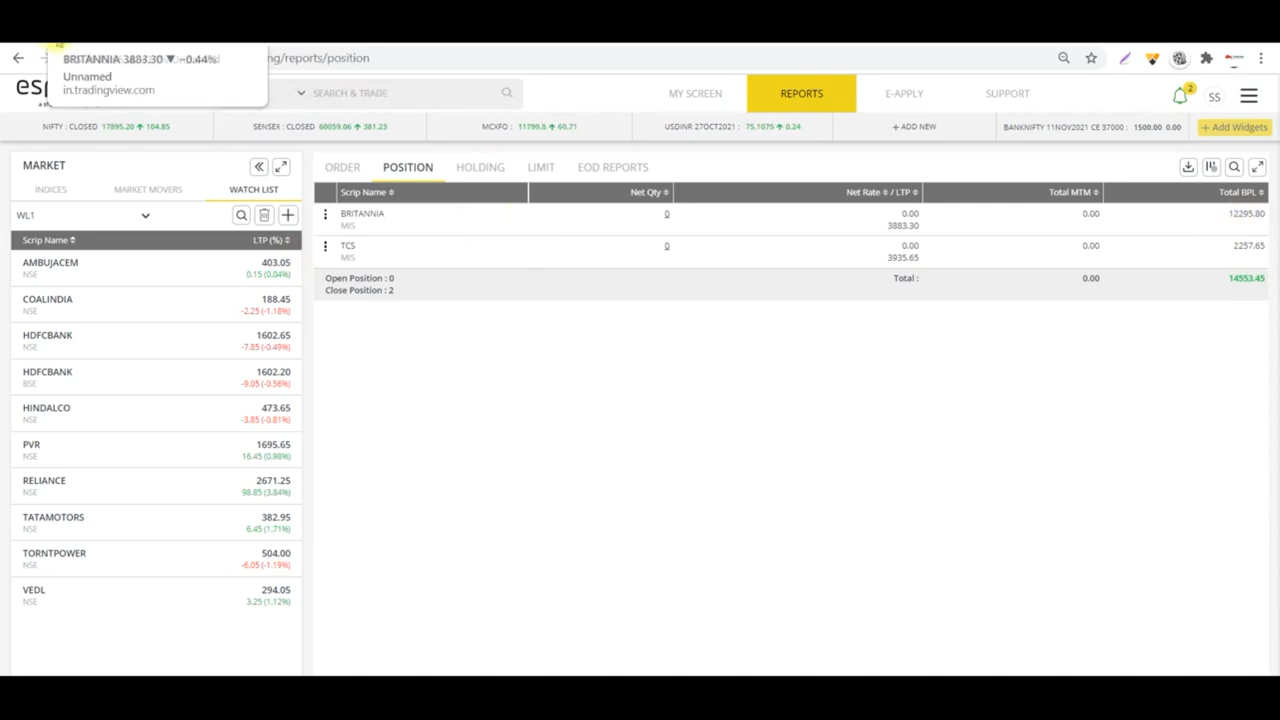 BRITANNIA 3883.30 ▼ −0.44%
Unnamed
in.tradingview.com
ng/reports/position
esp
SEARCH & TRADE
MY SCREEN
REPORTS
E-APPLY
SUPPORT
2
SS
NIFTY : CLOSED 17895.20 ↑ 104.85
SENSEX : CLOSED 60059.06 ↑ 381.23
MCXFO : 11799.8 ↑ 60.71
USDINR 27OCT2021 : 75.1075 ↑ 0.24
+ ADD NEW
BANKNIFTY 11NOV2021 CE 37000 : 1500.00 0.00
+ Add Widgets
MARKET
INDICES
MARKET MOVERS
WATCH LIST
WL1
Scrip Name LTP (%)
AMBUJACEM 403.05
NSE 0.15 (0.04%)
COALINDIA 188.45
NSE -2.25 (-1.18%)
HDFCBANK 1602.65
NSE -7.85 (-0.49%)
HDFCBANK 1602.20
BSE -9.05 (-0.56%)
HINDALCO 473.65
NSE -3.85 (-0.81%)
PVR 1695.65
NSE 16.45 (0.98%)
RELIANCE 2671.25
NSE 98.85 (3.84%)
TATAMOTORS 382.95
NSE 6.45 (1.71%)
TORNTPOWER 504.00
NSE -6.05 (-1.19%)
VEDL 294.05
NSE 3.25 (1.12%)
ORDER
POSITION
HOLDING
LIMIT
EOD REPORTS
Scrip Name Net Qty Net Rate / LTP Total MTM Total BPL
BRITANNIA 0 0.00 0.00 12295.80
MIS 3883.30
TCS 0 0.00 0.00 2257.65
MIS 3935.65
Open Position : 0 Total : 0.00 14553.45
Close Position : 2